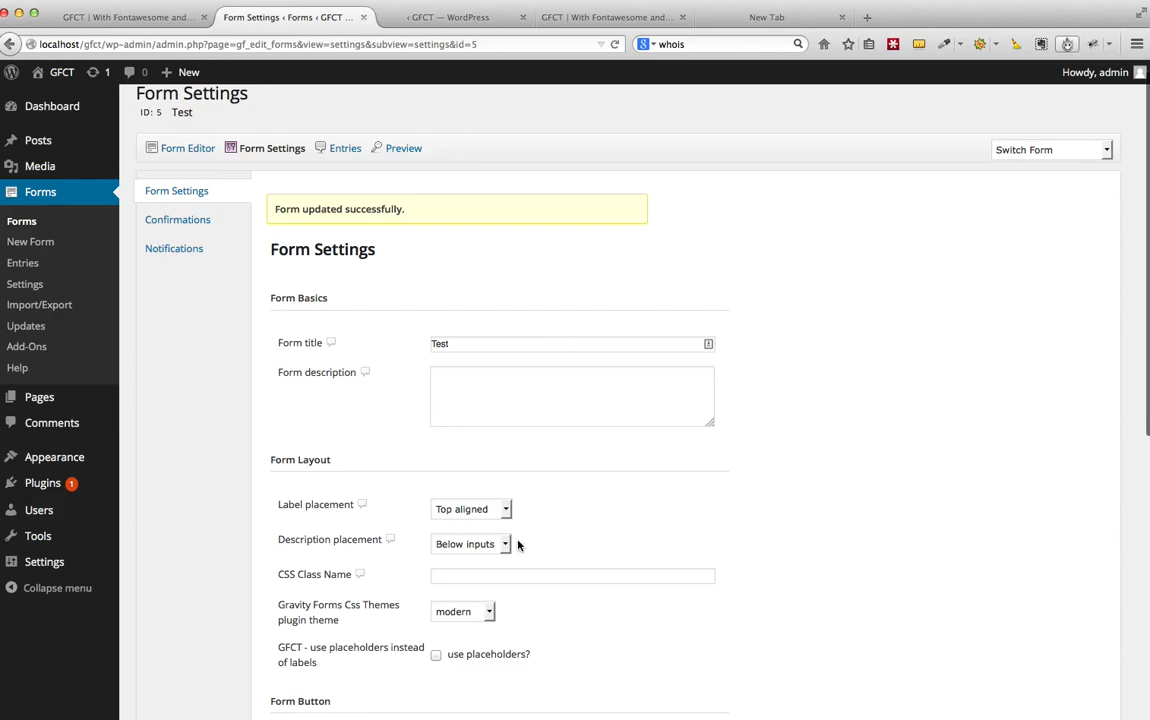 GFCT | With Fontawesome and...
Form Settings ‹ Forms ‹ GFCT ...
‹ GFCT — WordPress
GFCT | With Fontawesome and...
New Tab
localhost/gfct/wp-admin/admin.php?page=gf_edit_forms&view=settings&subview=settings&id=5
whois
GFCT
1
0
New
Howdy, admin
Dashboard
Posts
Media
Forms
Forms
New Form
Entries
Settings
Import/Export
Updates
Add-Ons
Help
Pages
Comments
Appearance
Plugins 1
Users
Tools
Settings
Collapse menu
Form Settings
ID: 5 Test
Form Editor
Form Settings
Entries
Preview
Switch Form
Form Settings
Confirmations
Notifications
Form updated successfully.
Form Settings
Form Basics
Form title
Test
Form description
Form Layout
Label placement
Top aligned
Description placement
Below inputs
CSS Class Name
Gravity Forms Css Themes
plugin theme
modern
GFCT - use placeholders instead
of labels
use placeholders?
Form Button